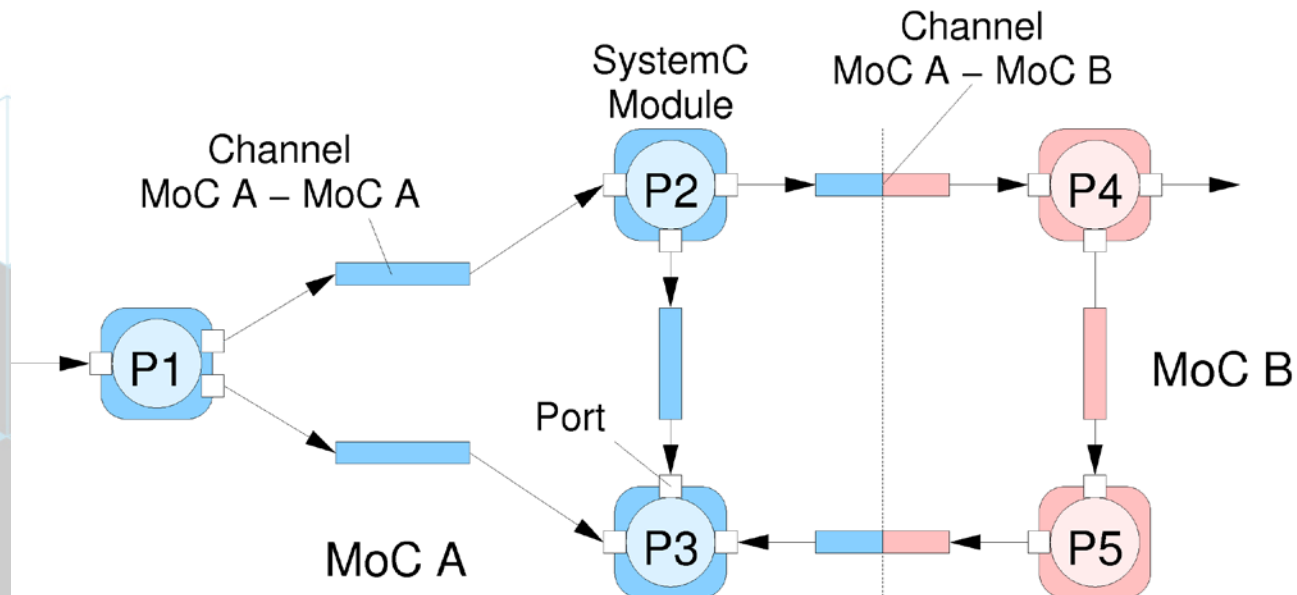 Channel
MoC A – MoC B
SystemC
Module
Channel
MoC A – MoC A
P2
P4
P1
MoC B
Port
P3
P5
MoC A